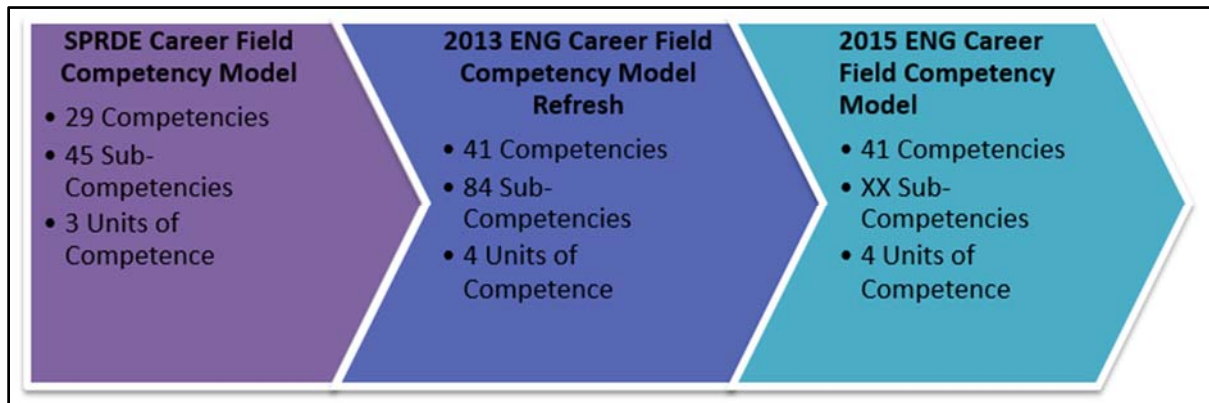 SPRDE Career Field
Competency Model
• 29 Competencies
• 45 Sub-
Competencies
• 3 Units of
Competence
2013 ENG Career Field
Competency Model
Refresh
• 41 Competencies
• 84 Sub-
Competencies
• 4 Units of
Competence
2015 ENG Career
Field Competency
Model
• 41 Competencies
• XX Sub-
Competencies
• 4 Units of
Competence